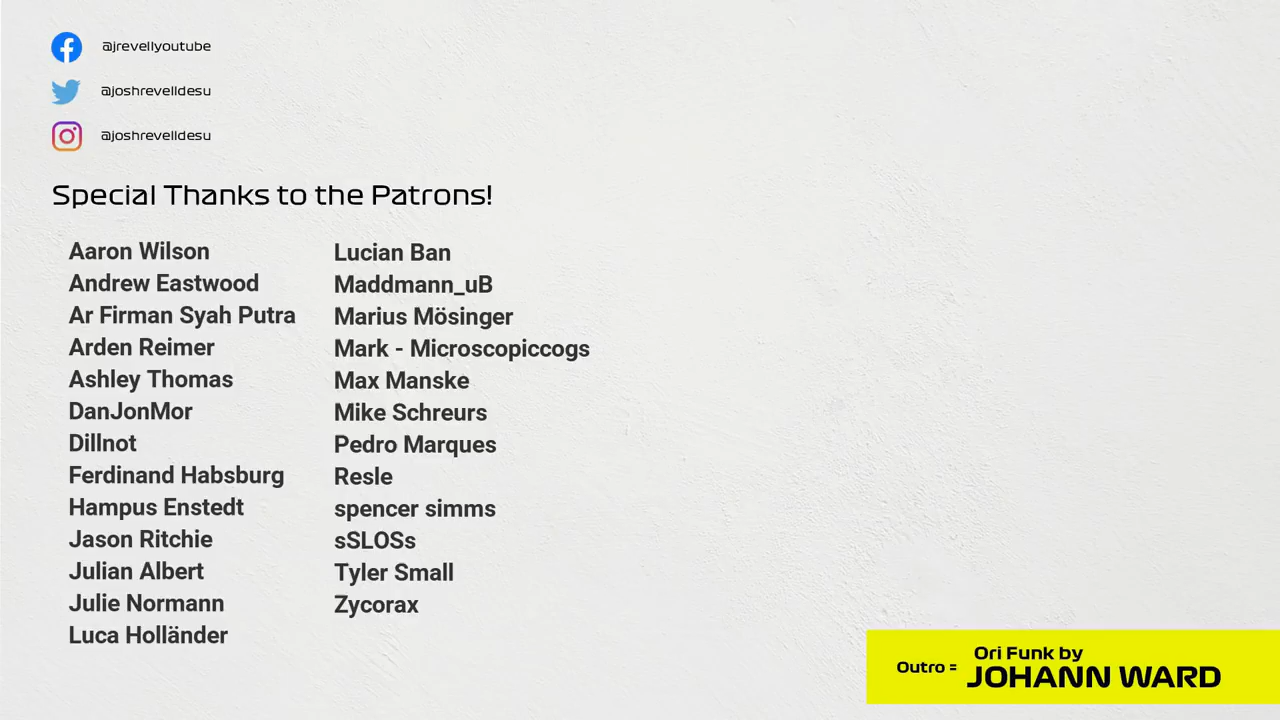 @jrevellyoutube
@joshrevelldesu
@joshrevelldesu
Special Thanks to the Patrons!
Aaron Wilson
Andrew Eastwood
Ar Firman Syah Putra
Arden Reimer
Ashley Thomas
DanJonMor
Dillnot
Ferdinand Habsburg
Hampus Enstedt
Jason Ritchie
Julian Albert
Julie Normann
Luca Holländer
Lucian Ban
Maddmann_uB
Marius Mösinger
Mark - Microscopiccogs
Max Manske
Mike Schreurs
Pedro Marques
Resle
spencer simms
sSLOSs
Tyler Small
Zycorax
Outro =
Ori Funk by
JOHANN WARD